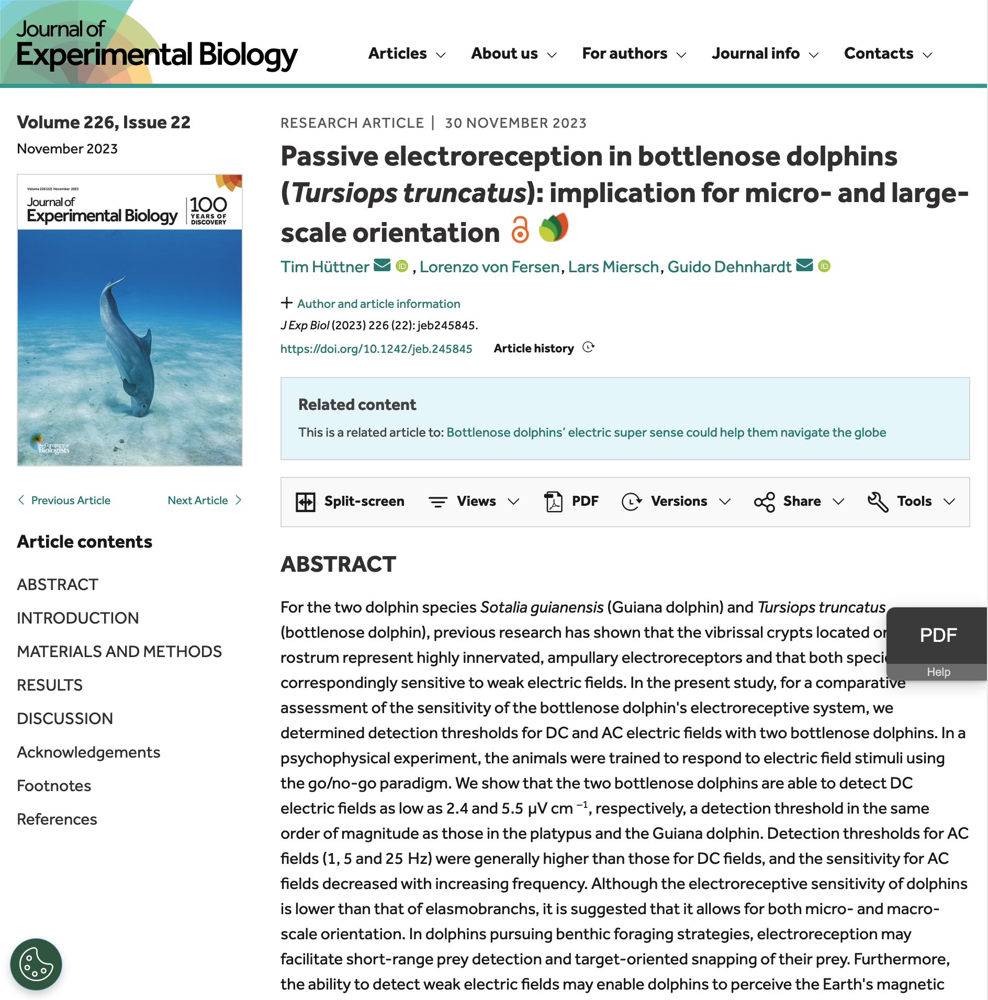 Journal of
Experimental Biology
Articles
About us
For authors
Journal info
Contacts
Volume 226, Issue 22
November 2023
Volume 226 (22) November 2023
Journal of
Experimental Biology
100
YEARS OF
DISCOVERY
The Company of
Biologists
Previous Article
Next Article
Article contents
ABSTRACT
INTRODUCTION
MATERIALS AND METHODS
RESULTS
DISCUSSION
Acknowledgements
Footnotes
References
RESEARCH ARTICLE | 30 NOVEMBER 2023
Passive electroreception in bottlenose dolphins
(Tursiops truncatus): implication for micro- and large-
scale orientation
Tim Hüttner iD , Lorenzo von Fersen, Lars Miersch, Guido Dehnhardt iD
Author and article information
J Exp Biol (2023) 226 (22): jeb245845.
https://doi.org/10.1242/jeb.245845 Article history
Related content
This is a related article to: Bottlenose dolphins’ electric super sense could help them navigate the globe
Split-screen
Views
PDF
Versions
Share
Tools
ABSTRACT
For the two dolphin species Sotalia guianensis (Guiana dolphin) and Tursiops truncatus
(bottlenose dolphin), previous research has shown that the vibrissal crypts located
rostrum represent highly innervated, ampullary electroreceptors and that both
correspondingly sensitive to weak electric fields. In the present study, for a comparative
assessment of the sensitivity of the bottlenose dolphin's electroreceptive system, we
determined detection thresholds for DC and AC electric fields with two bottlenose dolphins. In a
psychophysical experiment, the animals were trained to respond to electric field stimuli using
the go/no-go paradigm. We show that the two bottlenose dolphins are able to detect DC
electric fields as low as 2.4 and 5.5 µV cm ⁻¹, respectively, a detection threshold in the same
order of magnitude as those in the platypus and the Guiana dolphin. Detection thresholds for AC
fields (1, 5 and 25 Hz) were generally higher than those for DC fields, and the sensitivity for AC
fields decreased with increasing frequency. Although the electroreceptive sensitivity of dolphins
is lower than that of elasmobranchs, it is suggested that it allows for both micro- and macro-
scale orientation. In dolphins pursuing benthic foraging strategies, electroreception may
facilitate short-range prey detection and target-oriented snapping of their prey. Furthermore,
the ability to detect weak electric fields may enable dolphins to perceive the Earth's magnetic
PDF
Help